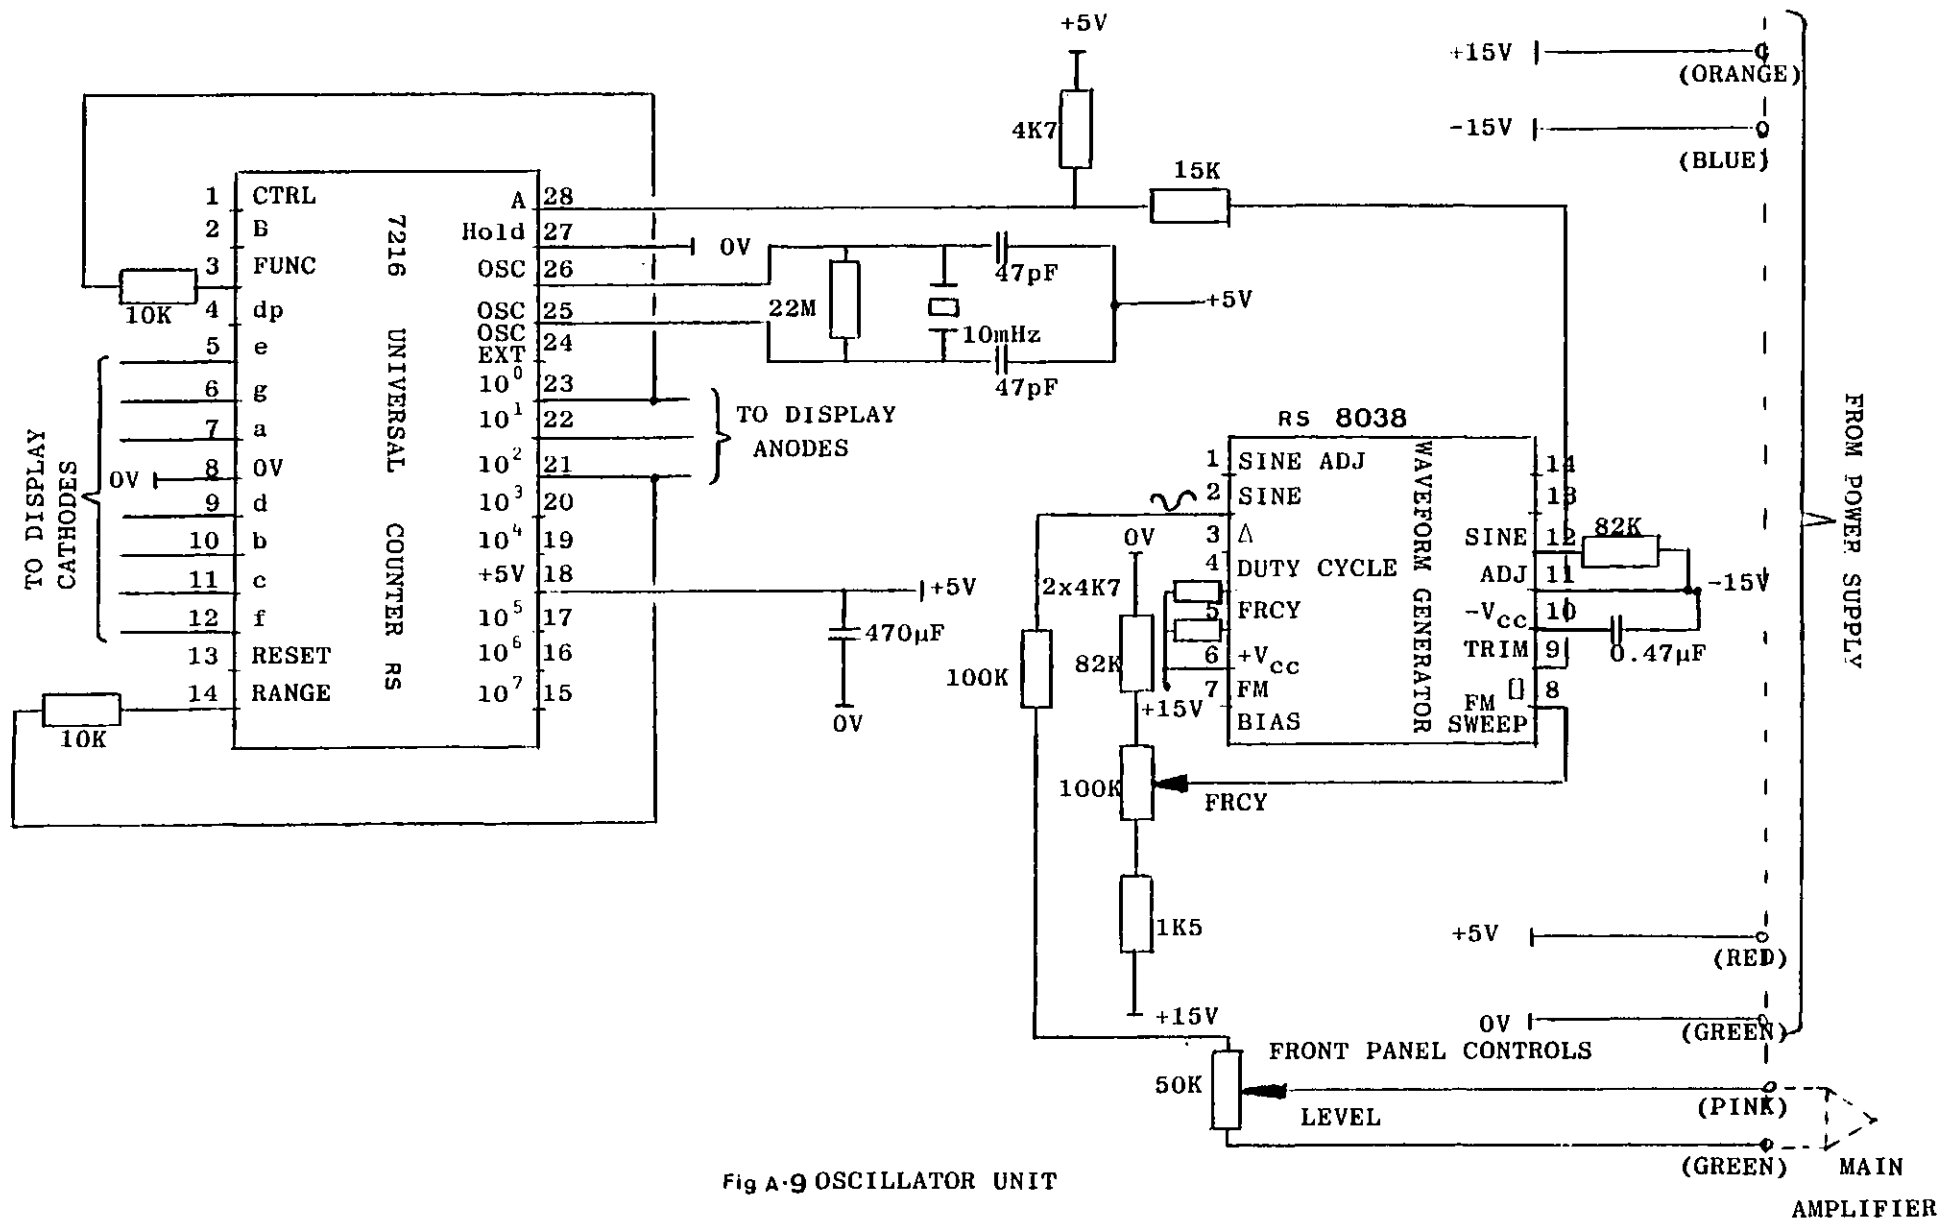 +5V
+15V
(ORANGE)
-15V
(BLUE)
4K7
15K
1 CTRL
2 B
3 FUNC
4 dp
5 e
6 g
7 a
8 0V
9 d
10 b
11 c
12 f
13 RESET
14 RANGE
7216 UNIVERSAL COUNTER RS
A 28
Hold 27
OSC 26
OSC 25
OSC EXT 24
10⁰ 23
10¹ 22
10² 21
10³ 20
10⁴ 19
+5V 18
10⁵ 17
10⁶ 16
10⁷ 15
10K
10K
0V
TO DISPLAY
CATHODES
0V
22M
47pF
10mHz
47pF
+5V
TO DISPLAY
ANODES
+5V
470µF
0V
RS 8038
WAVEFORM GENERATOR
1 SINE ADJ
2 SINE
3 Δ
4 DUTY CYCLE
5 FRCY
6 +Vcc
7 FM
BIAS
14
13
SINE 12
ADJ 11
-Vcc 10
TRIM 9
[] 8
FM
SWEEP
82K
-15V
0.47µF
0V
2x4K7
82K
+15V
100K
100K
FRCY
1K5
+15V
FROM POWER SUPPLY
+5V
(RED)
0V
(GREEN)
FRONT PANEL CONTROLS
50K
LEVEL
(PINK)
(GREEN)
MAIN
AMPLIFIER
Fig A·9 OSCILLATOR UNIT